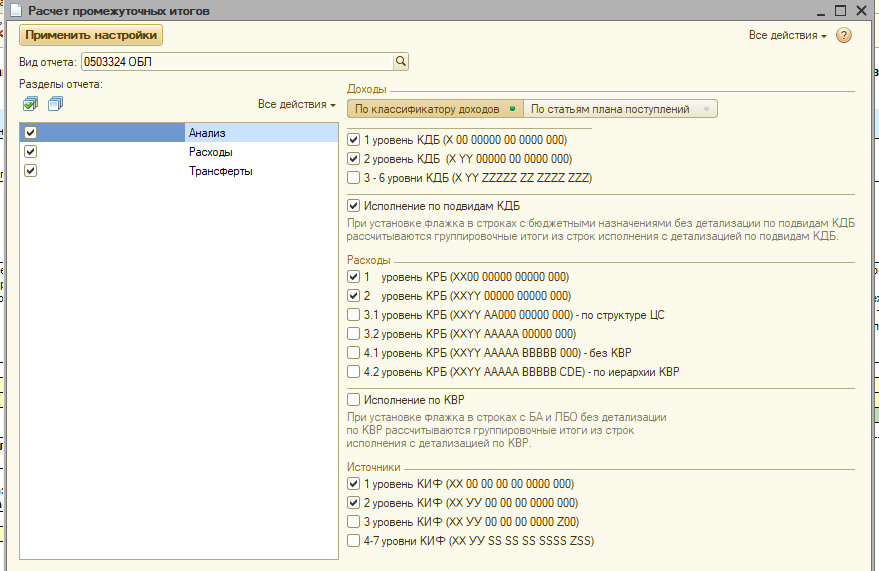 Расчет промежуточных итогов
Применить настройки
Все действия
?
Вид отчета: 0503324 ОБЛ
Разделы отчета:
Все действия
Анализ
Расходы
Трансферты
Доходы
По классификатору доходов
По статьям плана поступлений
1 уровень КДБ (X 00 00000 00 0000 000)
2 уровень КДБ (X YY 00000 00 0000 000)
3 - 6 уровни КДБ (X YY ZZZZZ ZZ ZZZZ ZZZ)
Исполнение по подвидам КДБ
При установке флажка в строках с бюджетными назначениями без детализации по подвидам КДБ
рассчитываются группировочные итоги из строк исполнения с детализацией по подвидам КДБ.
Расходы
1 уровень КРБ (XX00 00000 00000 000)
2 уровень КРБ (XXYY 00000 00000 000)
3.1 уровень КРБ (XXYY AA000 00000 000) - по структуре ЦС
3.2 уровень КРБ (XXYY AAAAA 00000 000)
4.1 уровень КРБ (XXYY AAAAA BBBBB 000) - без КВР
4.2 уровень КРБ (XXYY AAAAA BBBBB CDE) - по иерархии КВР
Исполнение по КВР
При установке флажка в строках с БА и ЛБО без детализации
по КВР рассчитываются группировочные итоги из строк
исполнения с детализацией по КВР.
Источники
1 уровень КИФ (XX 00 00 00 00 0000 000)
2 уровень КИФ (XX УУ 00 00 00 0000 000)
3 уровень КИФ (XX УУ 00 00 00 0000 Z00)
4-7 уровни КИФ (XX УУ SS SS SS SSSS ZSS)